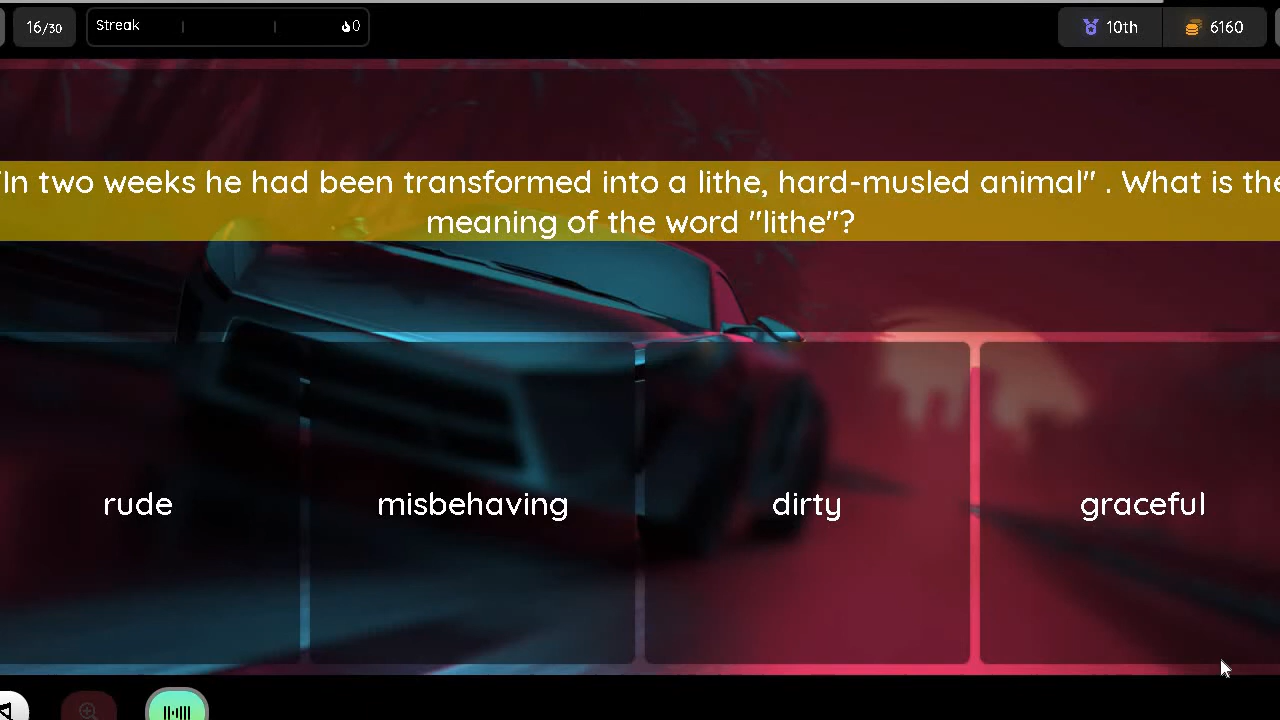 16/30
Streak
0
10th
6160
"In two weeks he had been transformed into a lithe, hard-musled animal" . What is the
meaning of the word "lithe"?
rude
misbehaving
dirty
graceful